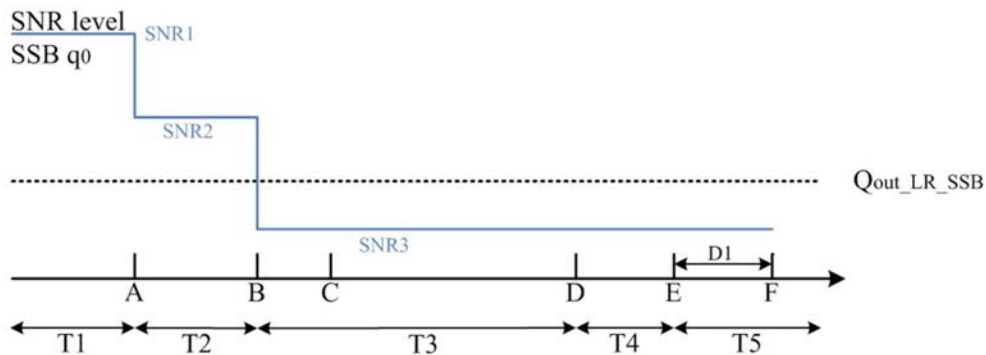 SNR level
SSB q0
SNR1
SNR2
Qout_LR_SSB
SNR3
D1
A B C D E F
T1 T2 T3 T4 T5